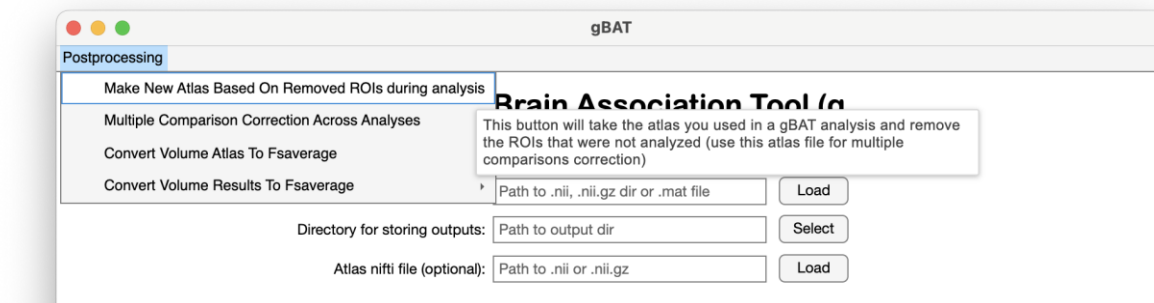 gBAT
Postprocessing
Make New Atlas Based On Removed ROIs during analysis
Brain Association Tool (g
Multiple Comparison Correction Across Analyses
This button will take the atlas you used in a gBAT analysis and remove
the ROIs that were not analyzed (use this atlas file for multiple
comparisons correction)
Convert Volume Atlas To Fsaverage
Convert Volume Results To Fsaverage
Path to .nii, .nii.gz dir or .mat file
Load
Directory for storing outputs:
Path to output dir
Select
Atlas nifti file (optional):
Path to .nii or .nii.gz
Load